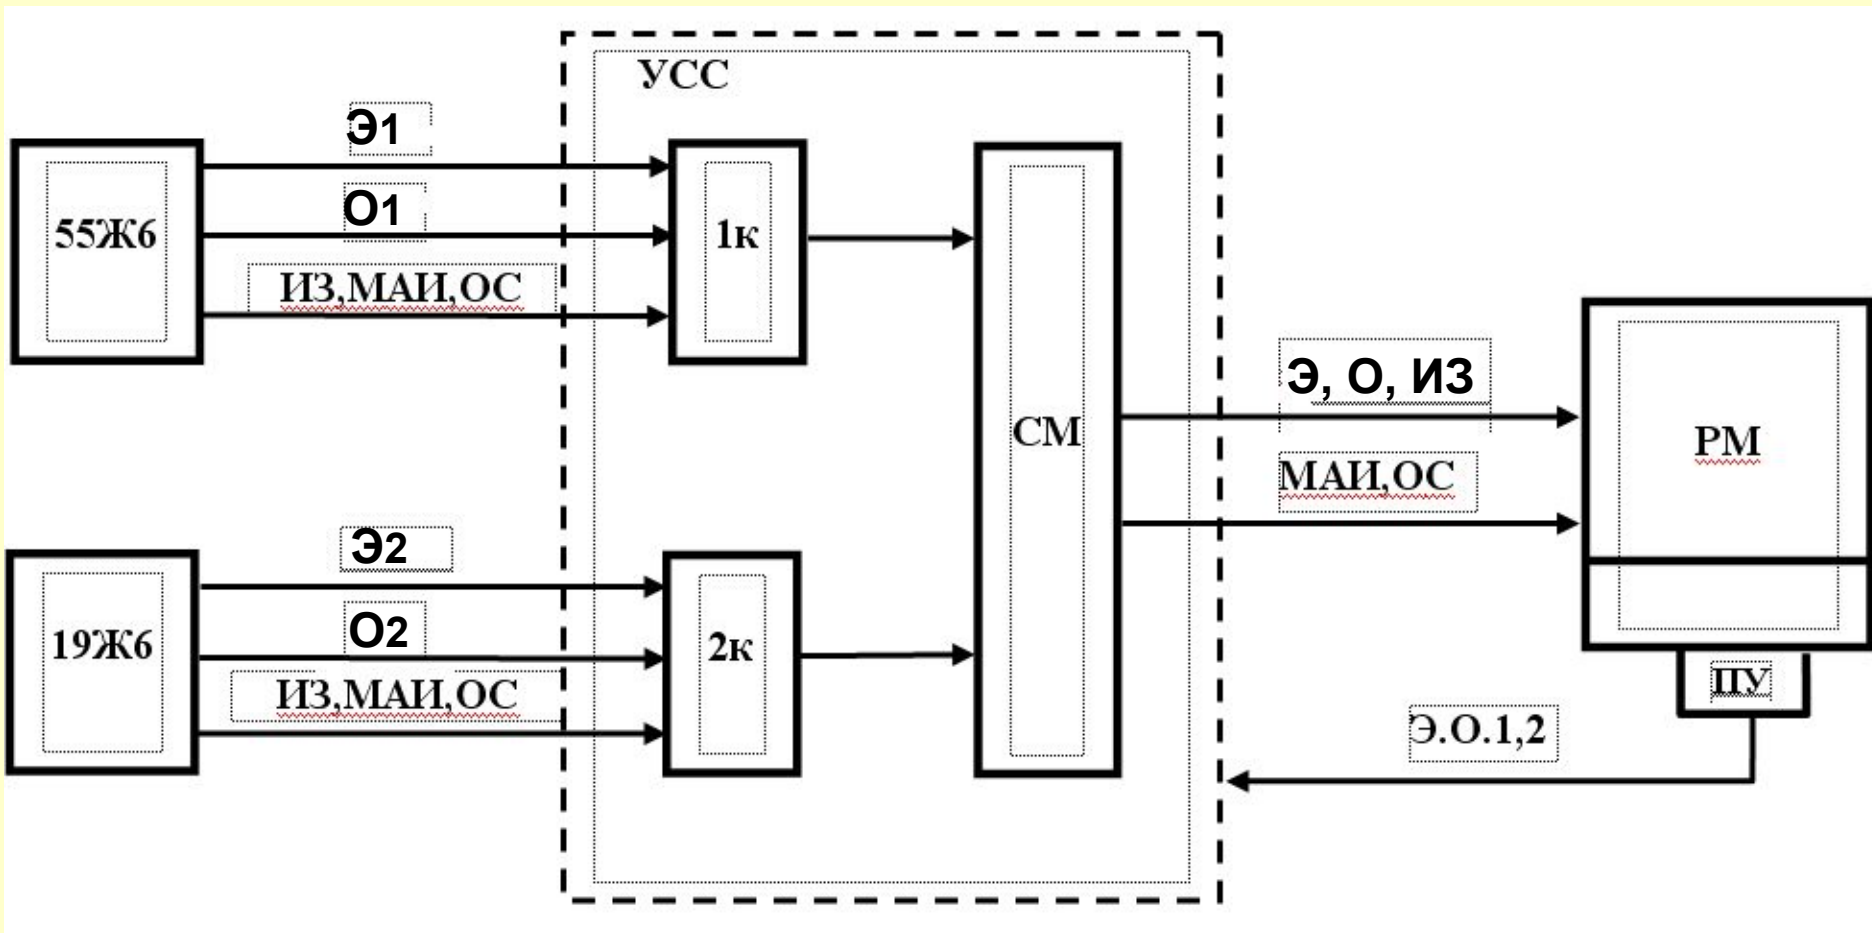 УСС
Э1
О1
55Ж6
1к
ИЗ,МАИ,ОС
Э, О, ИЗ
СМ
РМ
МАИ,ОС
Э2
О2
19Ж6
2к
ИЗ,МАИ,ОС
ПУ
Э.О.1,2